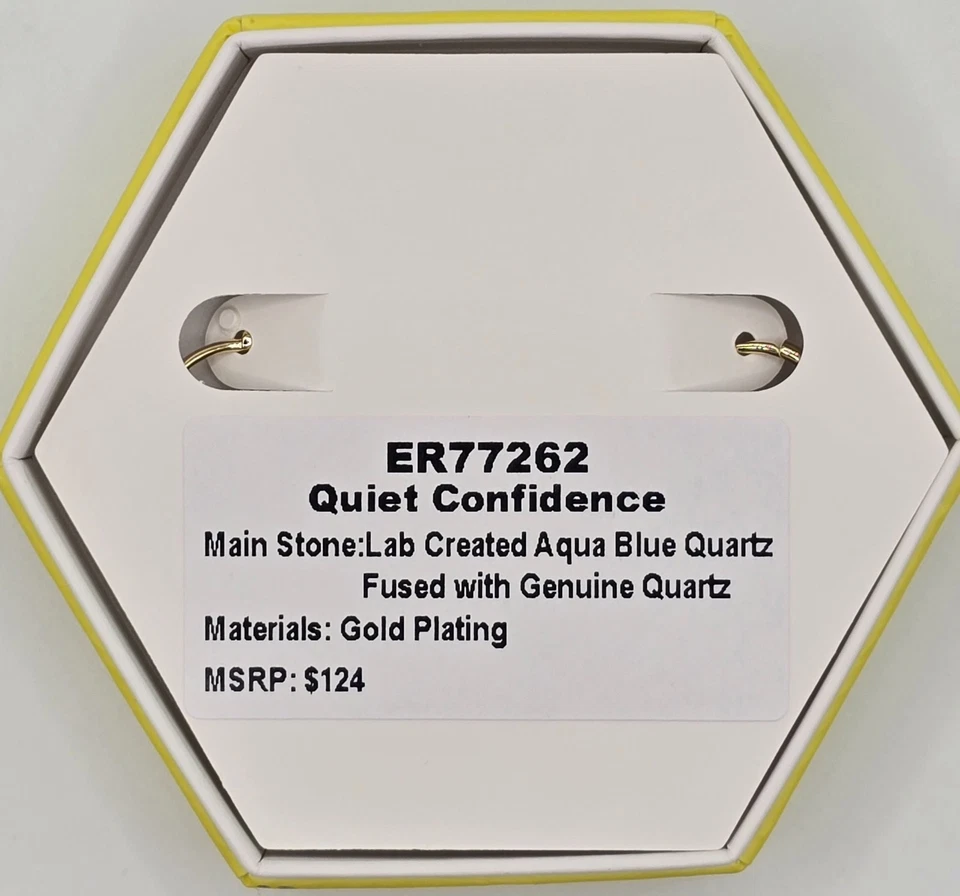 ER77262
Quiet Confidence
Main Stone:Lab Created Aqua Blue Quartz
Fused with Genuine Quartz
Materials: Gold Plating
MSRP: $124